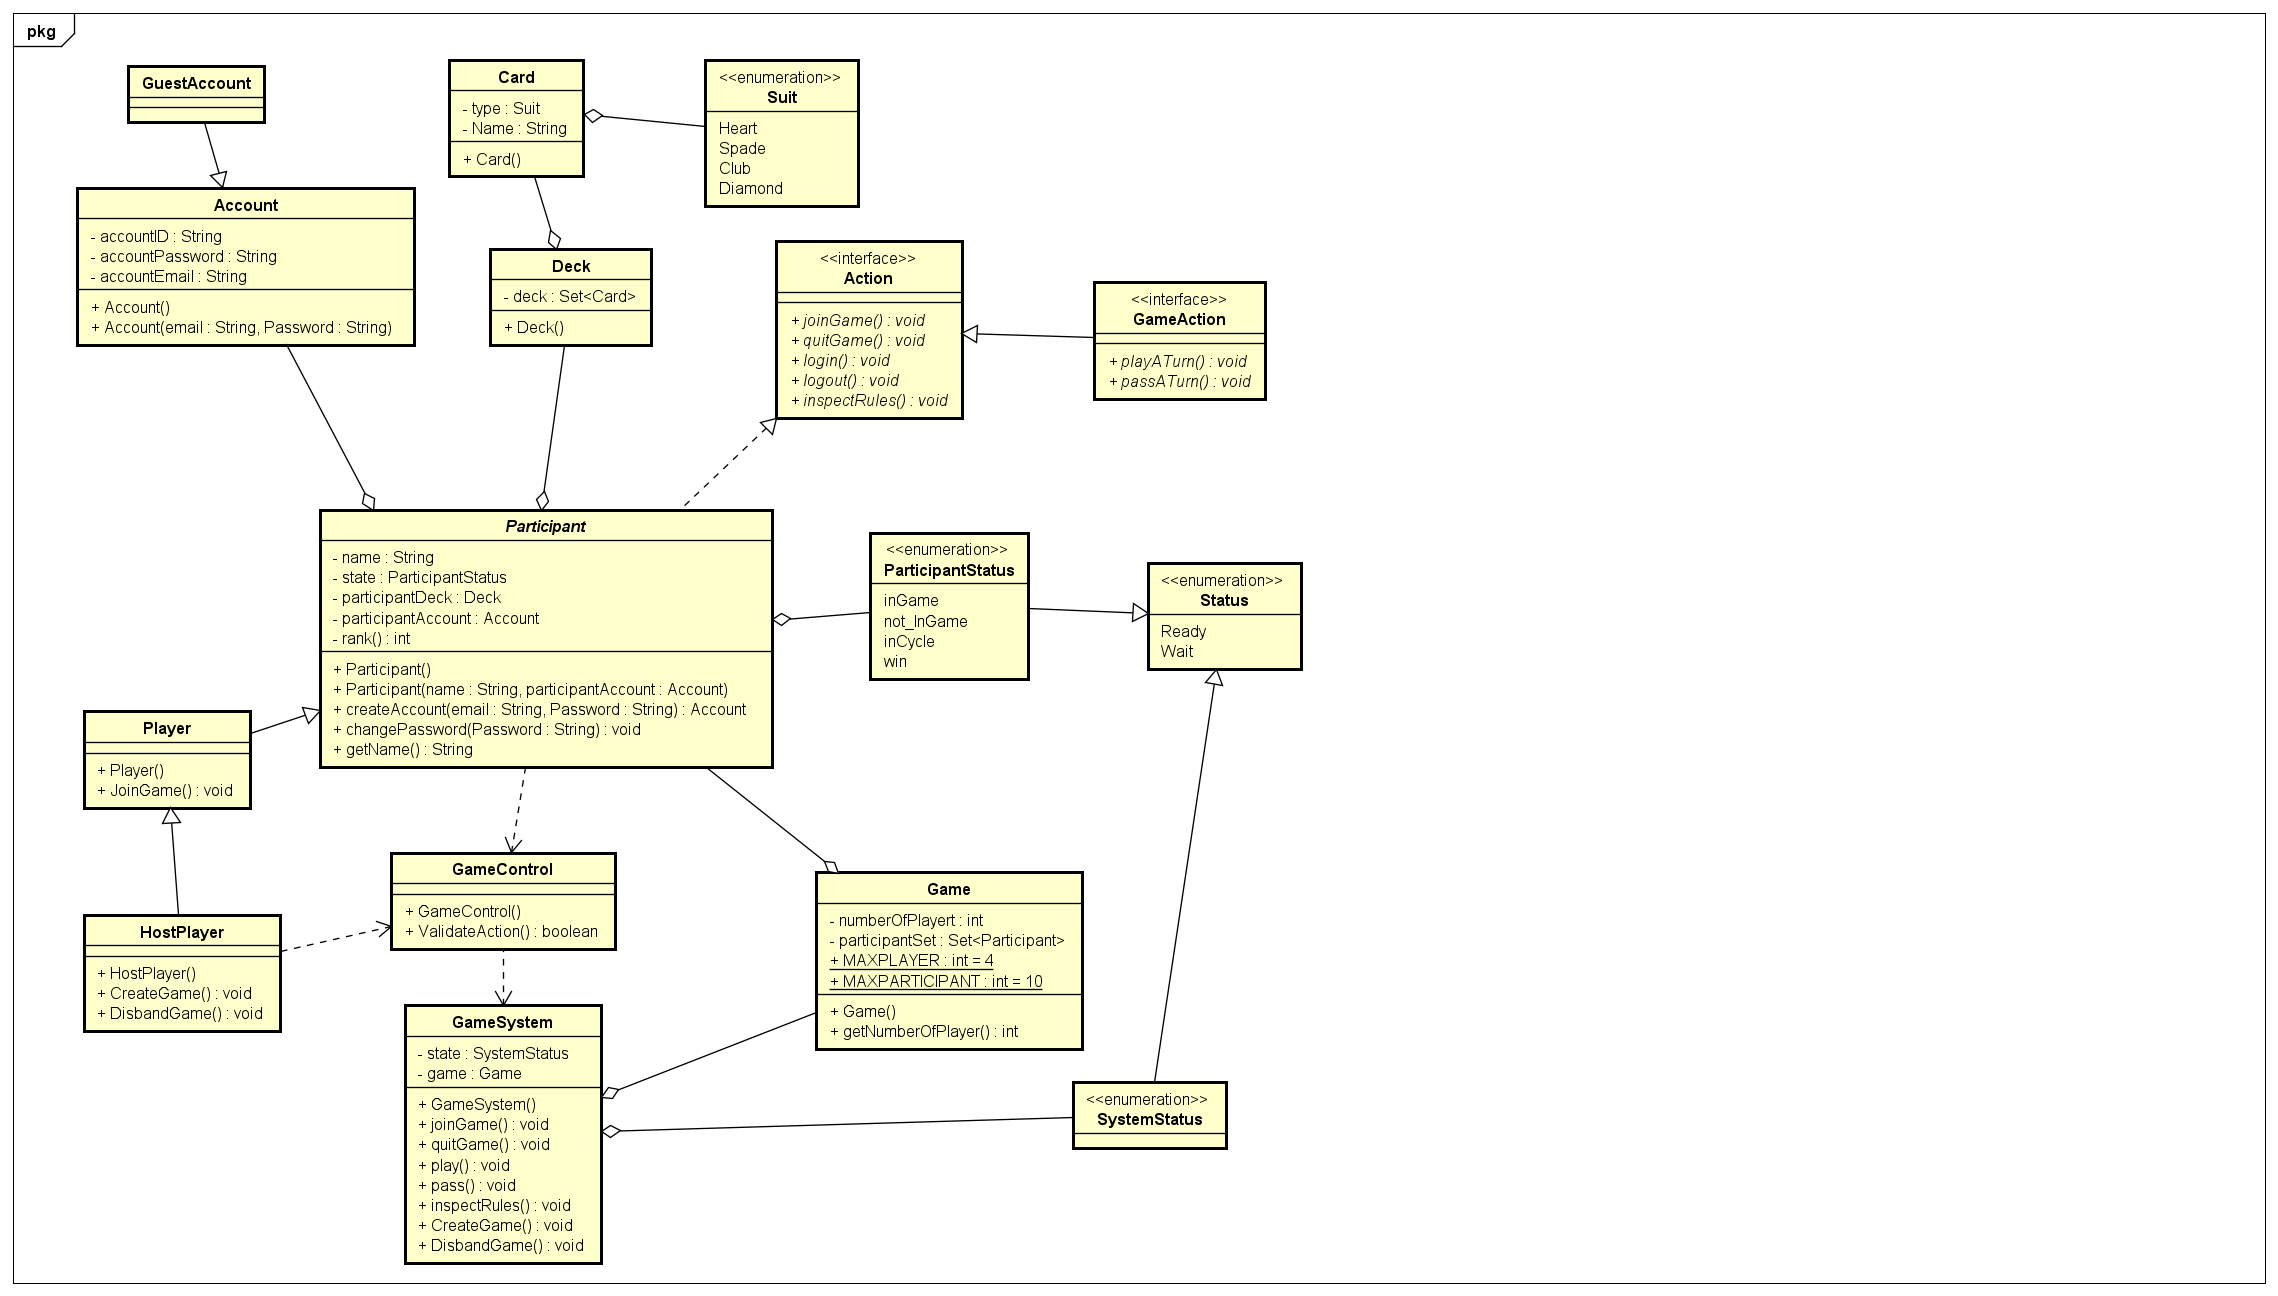 pkg
GuestAccount
Card
- type : Suit
- Name : String
+ Card()
<<enumeration>>
Suit
Heart
Spade
Club
Diamond
Account
- accountID : String
- accountPassword : String
- accountEmail : String
+ Account()
+ Account(email : String, Password : String)
Deck
- deck : Set<Card>
+ Deck()
<<interface>>
Action
+ joinGame() : void
+ quitGame() : void
+ login() : void
+ logout() : void
+ inspectRules() : void
<<interface>>
GameAction
+ playATurn() : void
+ passATurn() : void
Participant
- name : String
- state : ParticipantStatus
- participantDeck : Deck
- participantAccount : Account
- rank() : int
+ Participant()
+ Participant(name : String, participantAccount : Account)
+ createAccount(email : String, Password : String) : Account
+ changePassword(Password : String) : void
+ getName() : String
<<enumeration>>
ParticipantStatus
inGame
not_InGame
inCycle
win
<<enumeration>>
Status
Ready
Wait
Player
+ Player()
+ JoinGame() : void
GameControl
+ GameControl()
+ ValidateAction() : boolean
Game
- numberOfPlayert : int
- participantSet : Set<Participant>
+ MAXPLAYER : int = 4
+ MAXPARTICIPANT : int = 10
+ Game()
+ getNumberOfPlayer() : int
HostPlayer
+ HostPlayer()
+ CreateGame() : void
+ DisbandGame() : void
GameSystem
- state : SystemStatus
- game : Game
+ GameSystem()
+ joinGame() : void
+ quitGame() : void
+ play() : void
+ pass() : void
+ inspectRules() : void
+ CreateGame() : void
+ DisbandGame() : void
<<enumeration>>
SystemStatus